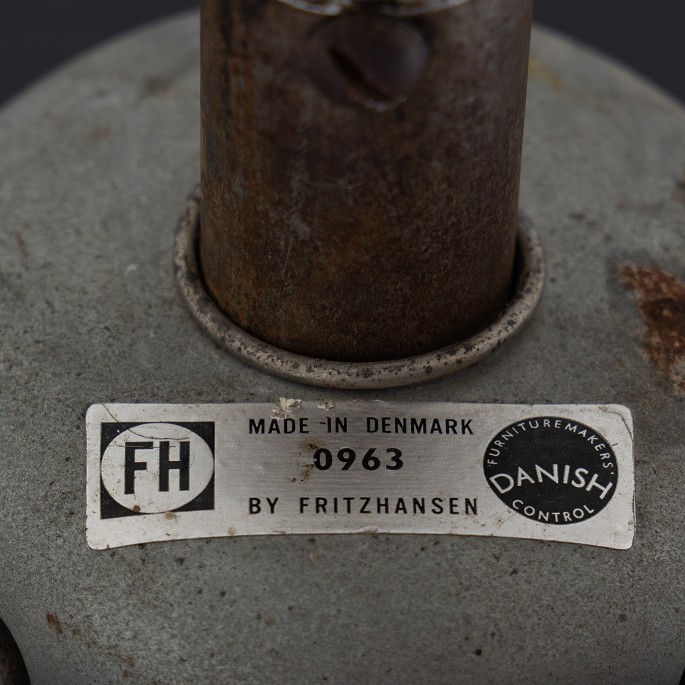 FH
MADE IN DENMARK
0963
BY FRITZHANSEN
FURNITUREMAKERS'
DANISH
CONTROL